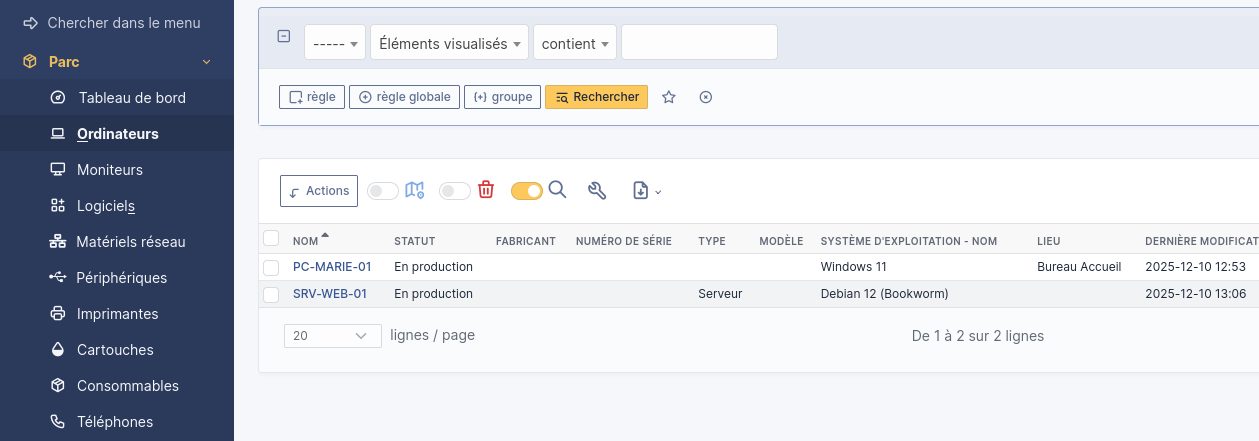 Chercher dans le menu
Parc
Tableau de bord
Ordinateurs
Moniteurs
Logiciels
Matériels réseau
Périphériques
Imprimantes
Cartouches
Consommables
Téléphones
----- Éléments visualisés contient
règle règle globale groupe Rechercher
Actions
NOM STATUT FABRICANT NUMÉRO DE SÉRIE TYPE MODÈLE SYSTÈME D'EXPLOITATION - NOM LIEU DERNIÈRE MODIFICAT
PC-MARIE-01 En production Windows 11 Bureau Accueil 2025-12-10 12:53
SRV-WEB-01 En production Serveur Debian 12 (Bookworm) 2025-12-10 13:06
20 lignes / page De 1 à 2 sur 2 lignes